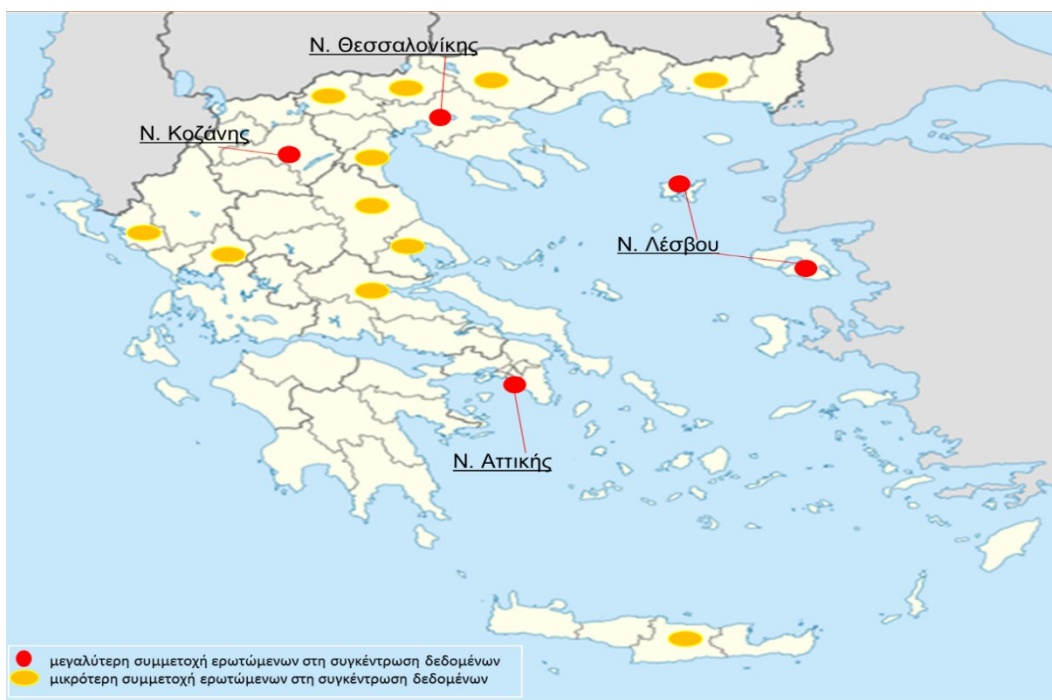 Ν. Θεσσαλονίκης
Ν. Κοζάνης
Ν. Λέσβου
Ν. Αττικής
μεγαλύτερη συμμετοχή ερωτώμενων στη συγκέντρωση δεδομένων
μικρότερη συμμετοχή ερωτώμενων στη συγκέντρωση δεδομένων